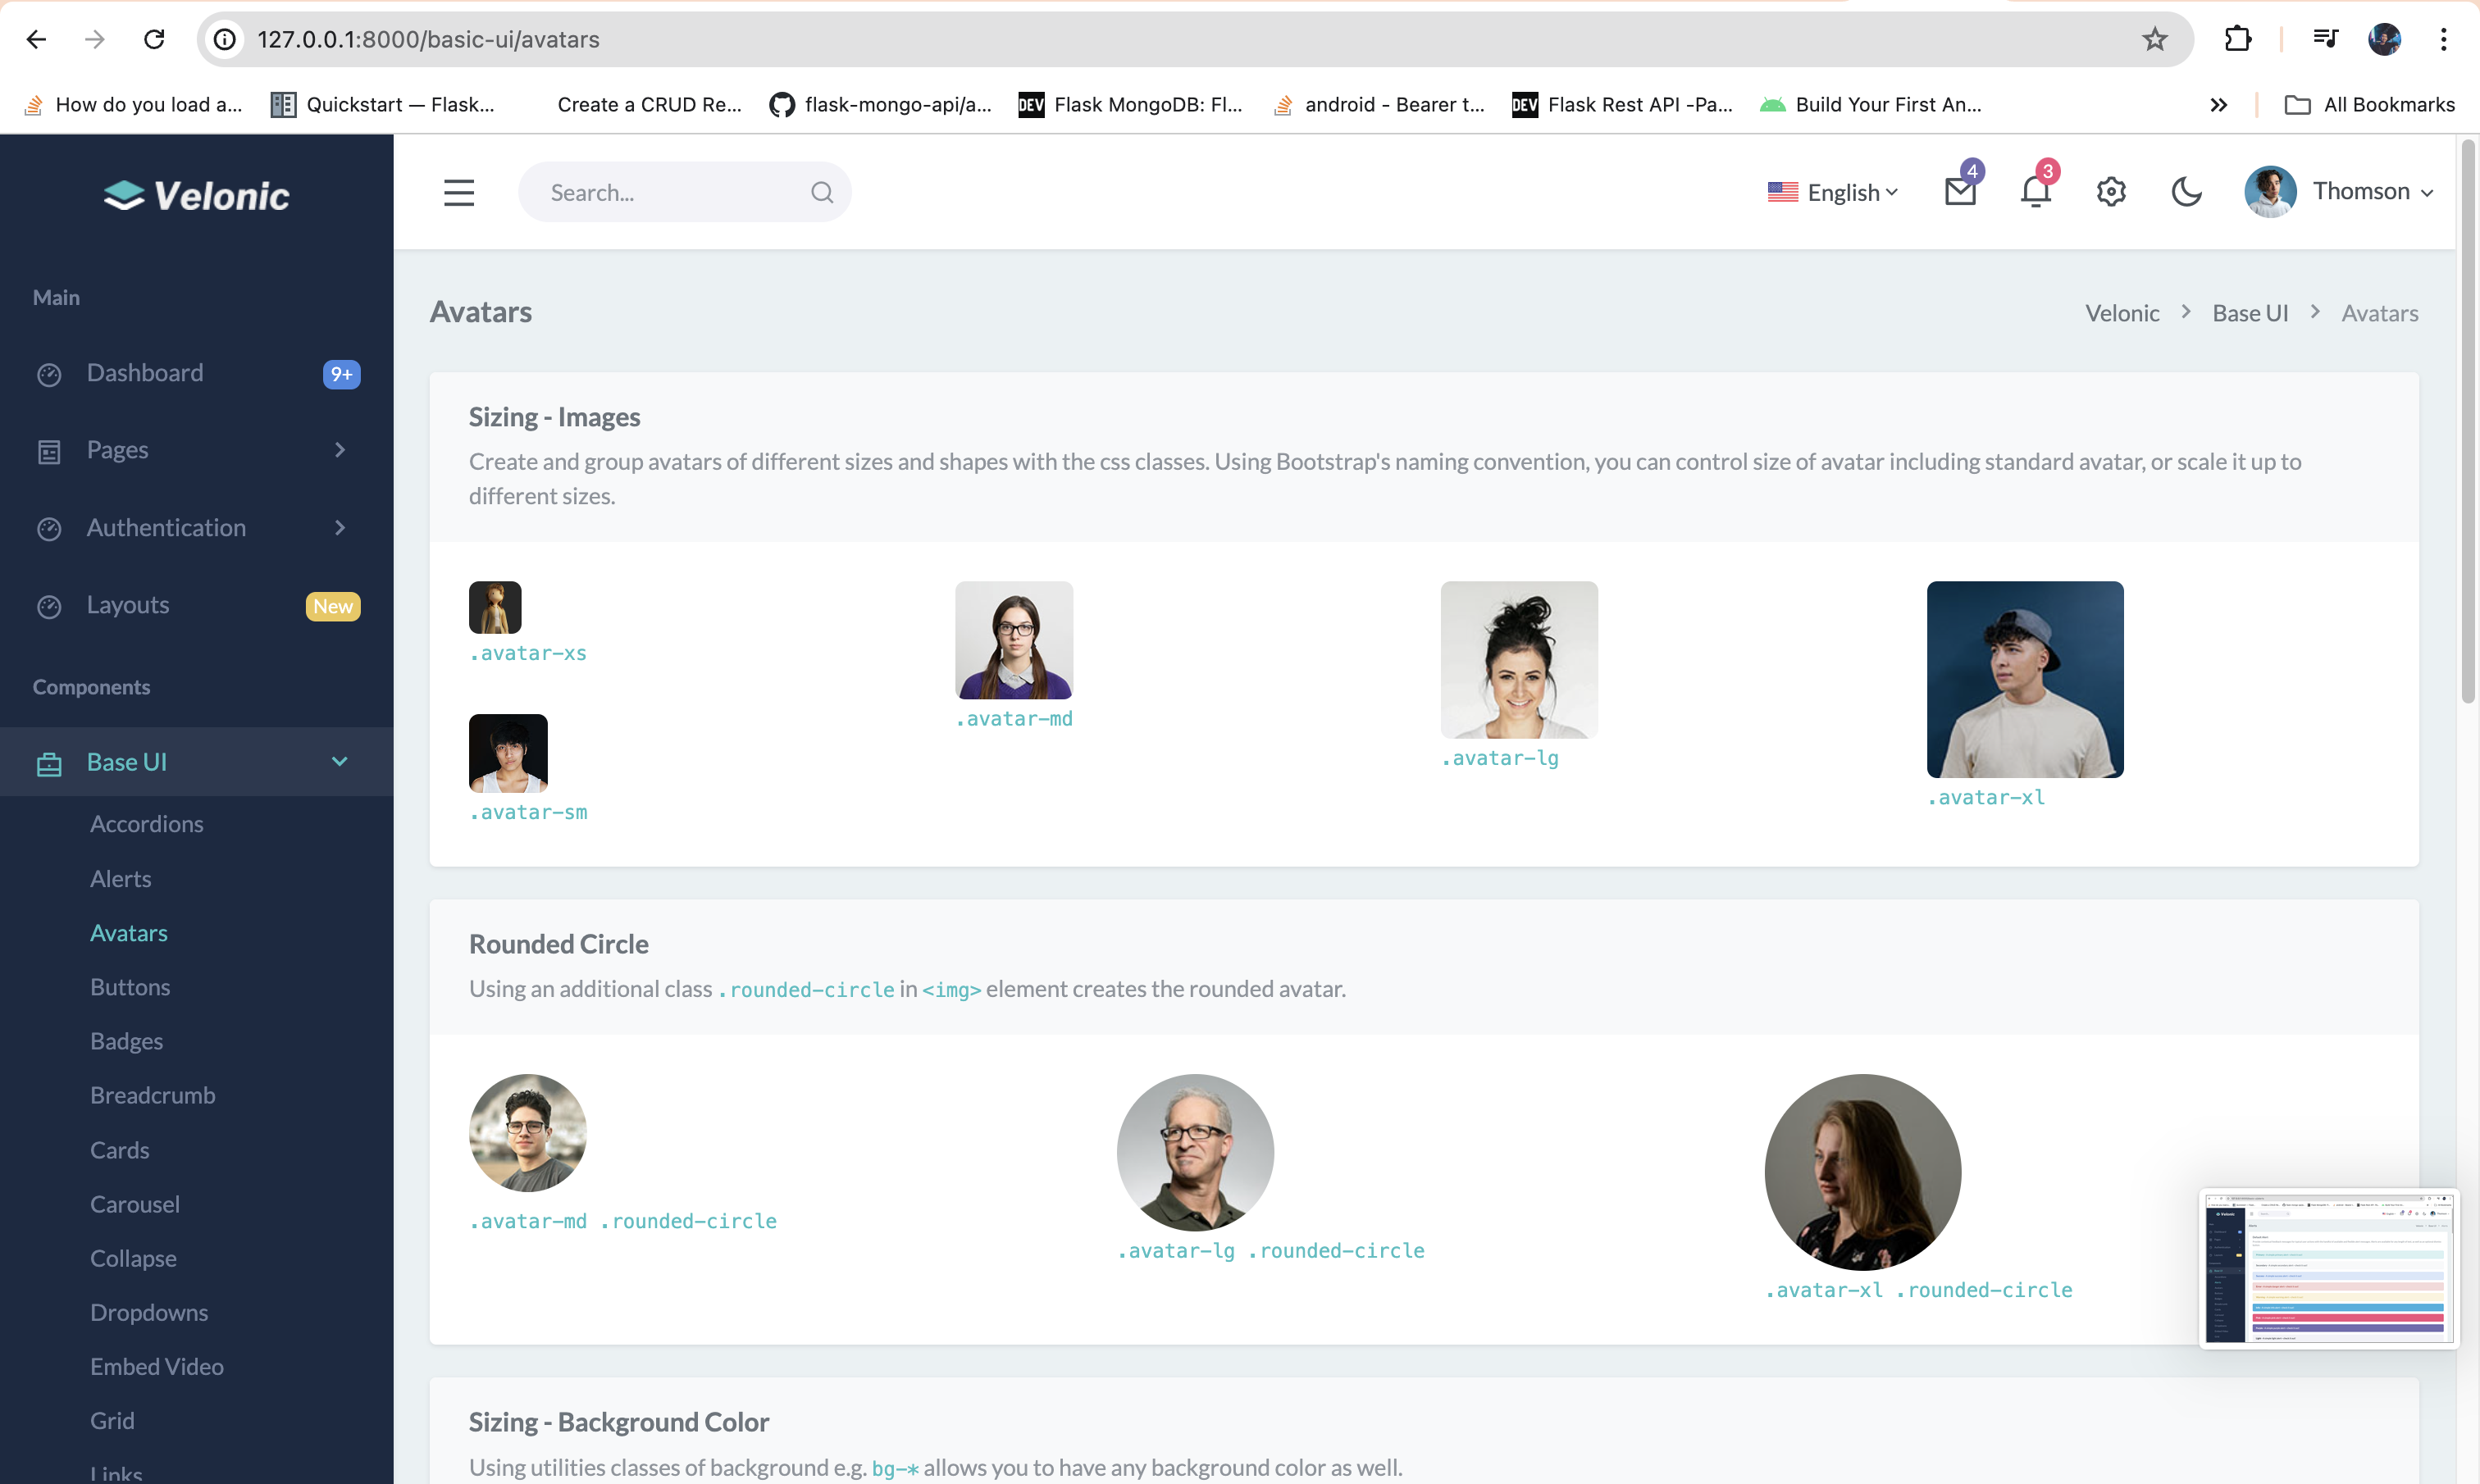 127.0.0.1:8000/basic-ui/avatars
How do you load a...
Quickstart — Flask...
Create a CRUD Re...
flask-mongo-api/a...
DEV
Flask MongoDB: Fl...
android - Bearer t...
DEV
Flask Rest API -Pa...
Build Your First An...
All Bookmarks
Velonic
Search...
English
4
3
Thomson
Main
Dashboard
9+
Pages
Authentication
Layouts
New
Components
Base UI
Accordions
Alerts
Avatars
Buttons
Badges
Breadcrumb
Cards
Carousel
Collapse
Dropdowns
Embed Video
Grid
Links
Avatars
Velonic > Base UI > Avatars
Sizing - Images
Create and group avatars of different sizes and shapes with the css classes. Using Bootstrap's naming convention, you can control size of avatar including standard avatar, or scale it up to
different sizes.
.avatar-xs
.avatar-sm
.avatar-md
.avatar-lg
.avatar-xl
Rounded Circle
Using an additional class .rounded-circle in <img> element creates the rounded avatar.
.avatar-md .rounded-circle
.avatar-lg .rounded-circle
.avatar-xl .rounded-circle
Sizing - Background Color
Using utilities classes of background e.g. bg-* allows you to have any background color as well.